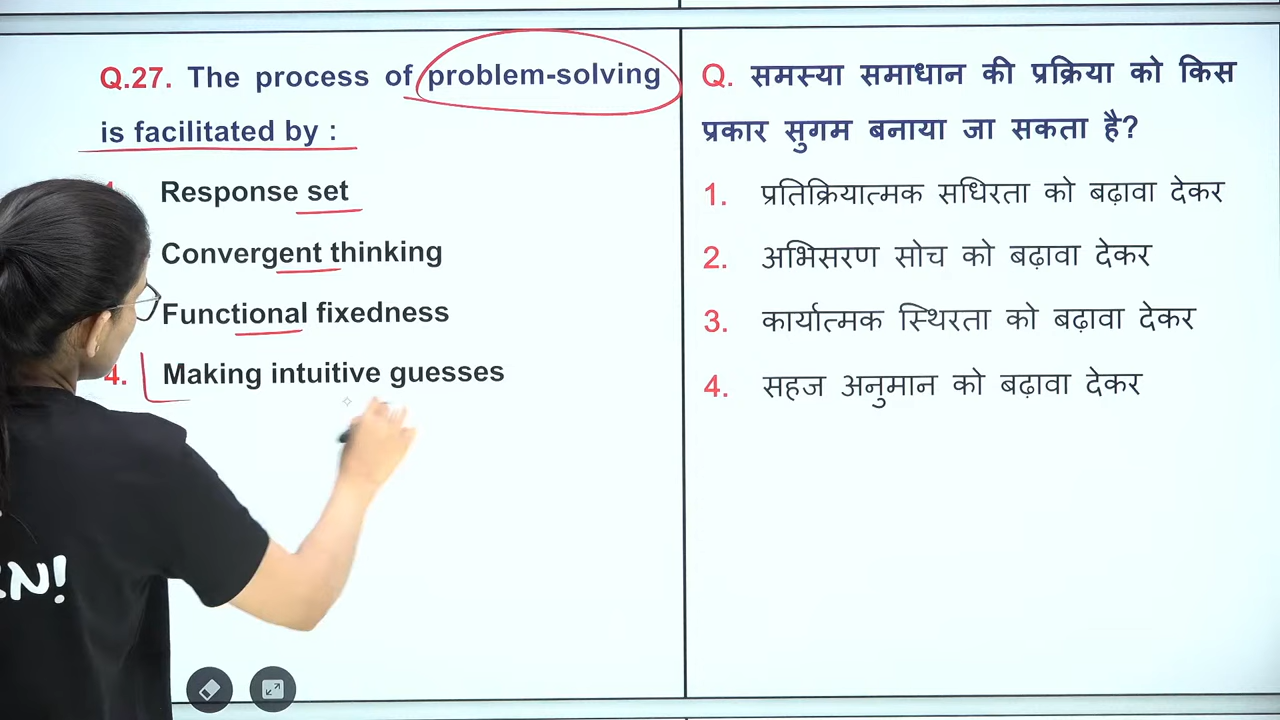 Q.27. The process of problem-solving
is facilitated by :
Response set
Convergent thinking
Functional fixedness
4. Making intuitive guesses
Q. समस्या समाधान की प्रक्रिया को किस
प्रकार सुगम बनाया जा सकता है?
1. प्रतिक्रियात्मक सधिरता को बढ़ावा देकर
2. अभिसरण सोच को बढ़ावा देकर
3. कार्यात्मक स्थिरता को बढ़ावा देकर
4. सहज अनुमान को बढ़ावा देकर
N!